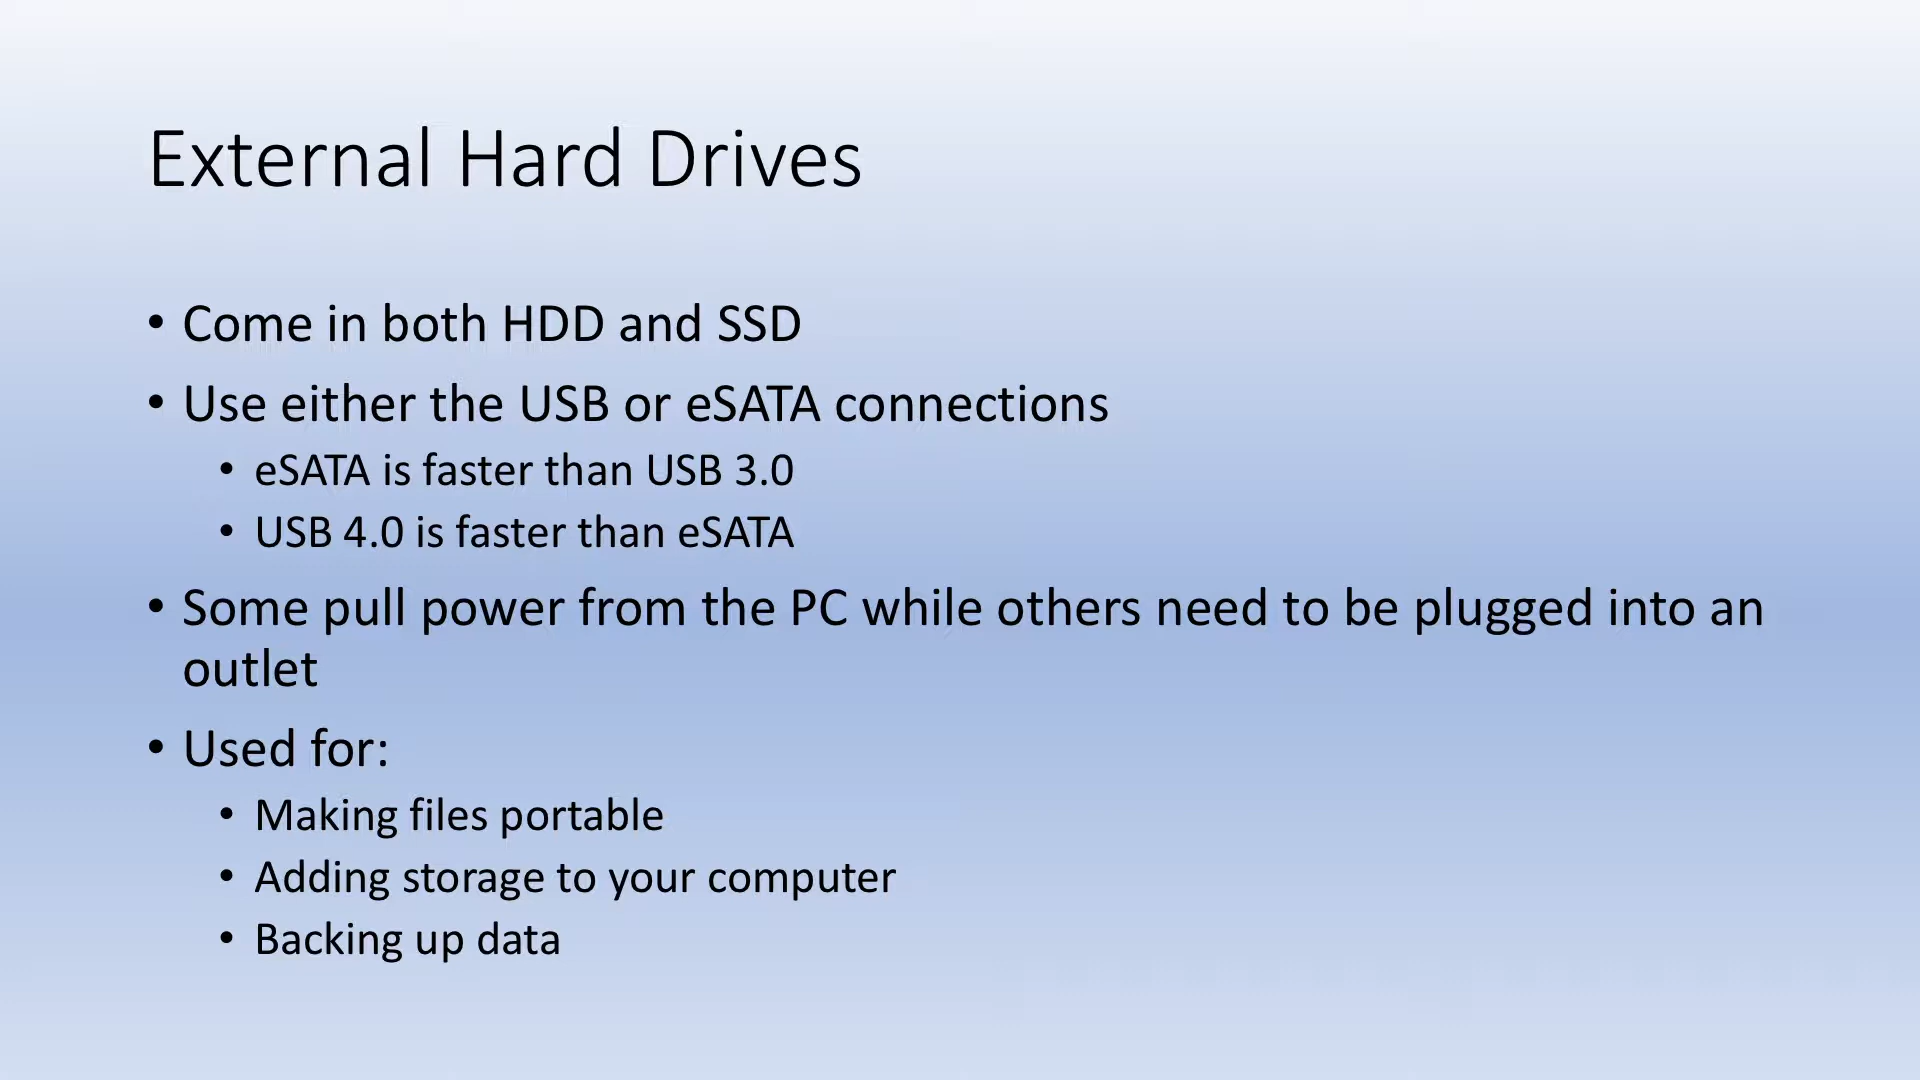 External Hard Drives
• Come in both HDD and SSD
• Use either the USB or eSATA connections
• eSATA is faster than USB 3.0
• USB 4.0 is faster than eSATA
• Some pull power from the PC while others need to be plugged into an
outlet
• Used for:
• Making files portable
• Adding storage to your computer
• Backing up data